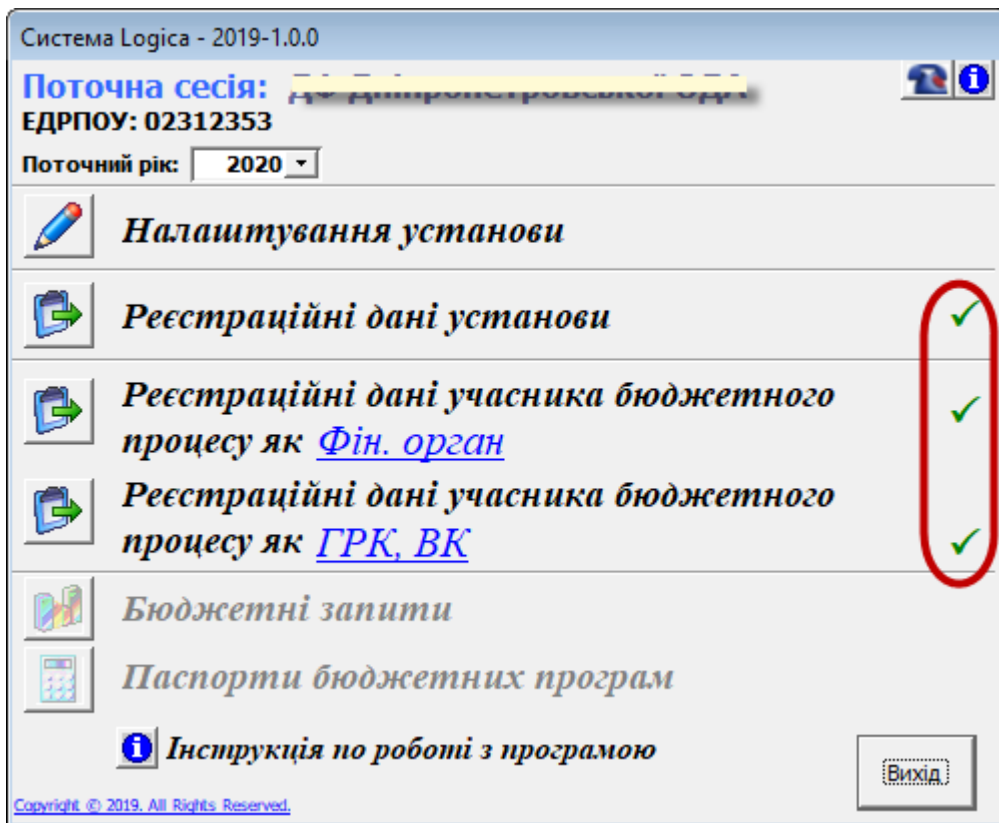 Система Logica - 2019-1.0.0
Поточна сесія:
ЕДРПОУ: 02312353
Поточний рік: 2020
Налаштування установи
Реєстраційні дані установи
Реєстраційні дані учасника бюджетного
процесу як Фін. орган
Реєстраційні дані учасника бюджетного
процесу як ГРК, ВК
Бюджетні запити
Паспорти бюджетних програм
Інструкція по роботі з програмою
Вихід
Copyright © 2019. All Rights Reserved.